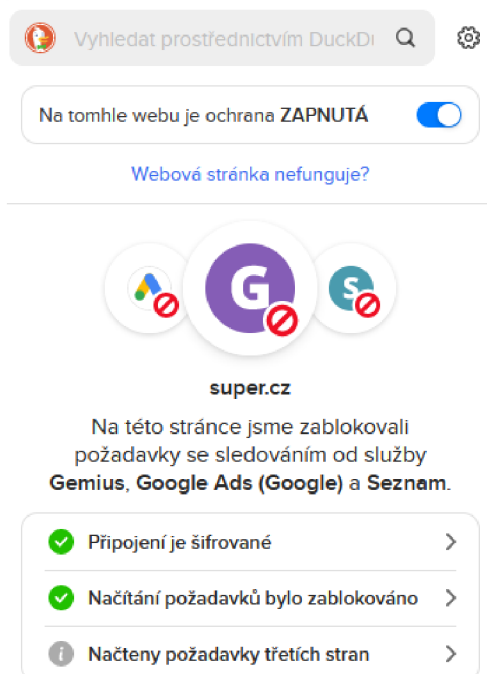 Vyhledat prostřednictvím DuckD
Na tomhle webu je ochrana ZAPNUTÁ
Webová stránka nefunguje?
G
S
super.cz
Na této stránce jsme zablokovali
požadavky se sledováním od služby
Gemius, Google Ads (Google) a Seznam.
Připojení je šifrované
Načítání požadavků bylo zablokováno
Načteny požadavky třetích stran